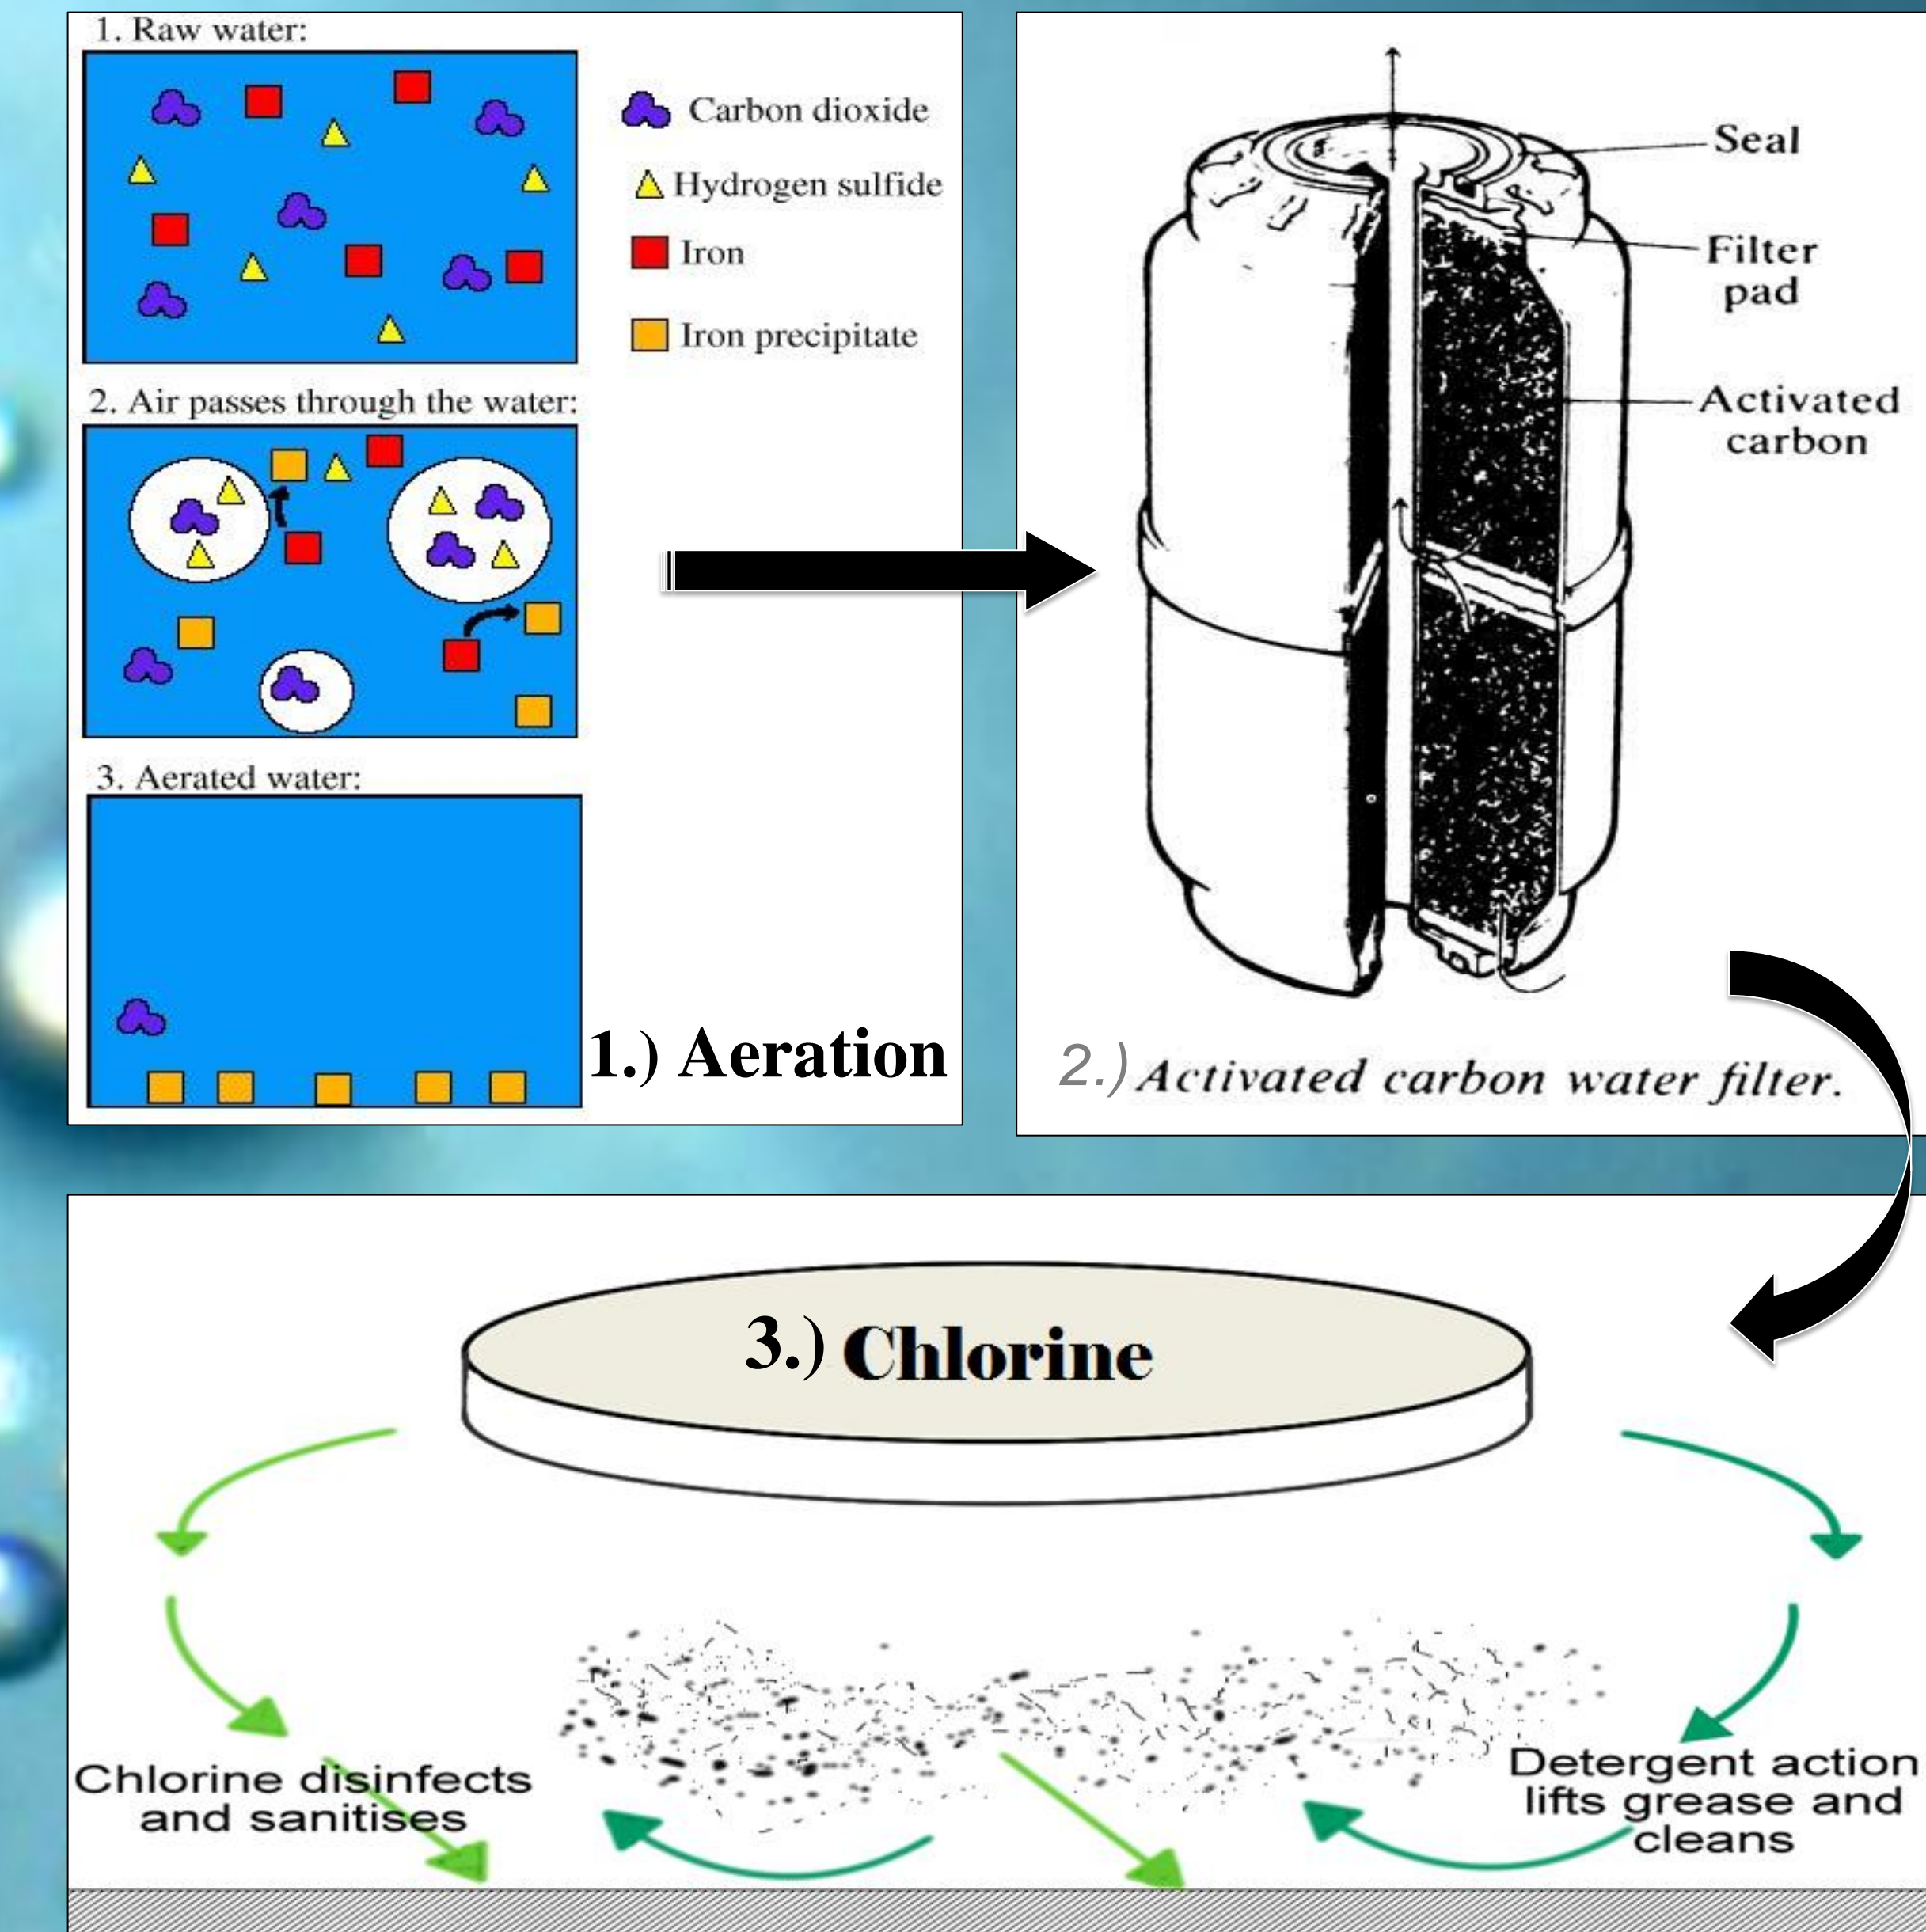 1. Raw water:
Carbon dioxide
Hydrogen sulfide
Iron
Iron precipitate
2. Air passes through the water:
3. Aerated water:
1.) Aeration
Seal
Filter
pad
Activated
carbon
2.) Activated carbon water filter.
3.) Chlorine
Chlorine disinfects
and sanitises
Detergent action
lifts grease and
cleans